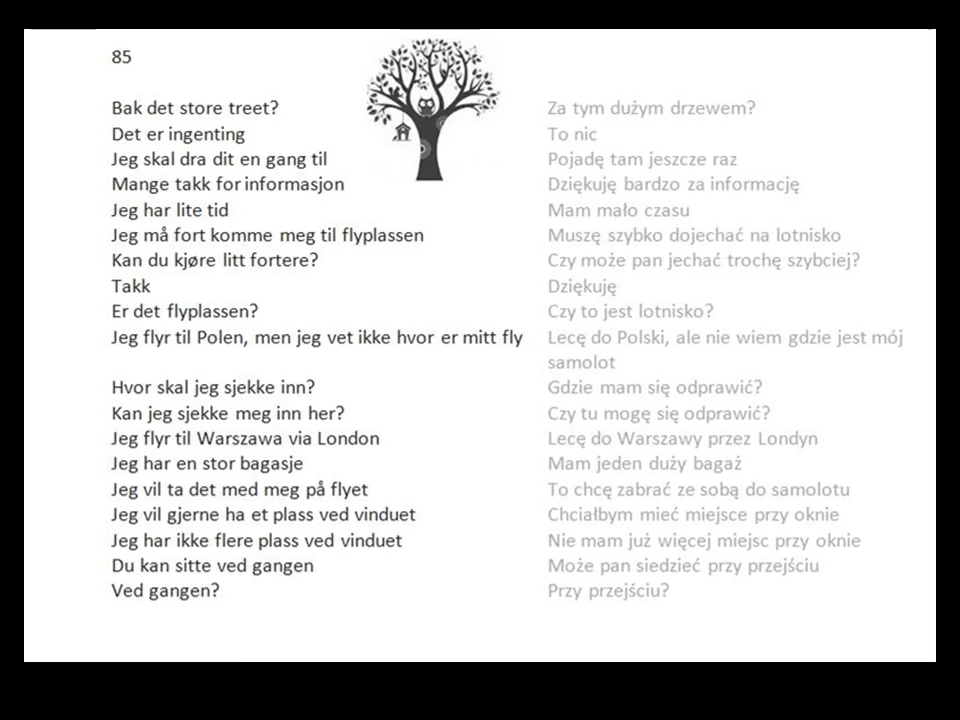 85
Bak det store treet?
Det er ingenting
Jeg skal dra dit en gang til
Mange takk for informasjon
Jeg har lite tid
Jeg må fort komme meg til flyplassen
Kan du kjøre litt fortere?
Takk
Er det flyplassen?
Jeg flyr til Polen, men jeg vet ikke hvor er mitt fly
Hvor skal jeg sjekke inn?
Kan jeg sjekke meg inn her?
Jeg flyr til Warszawa via London
Jeg har en stor bagasje
Jeg vil ta det med meg på flyet
Jeg vil gjerne ha et plass ved vinduet
Jeg har ikke flere plass ved vinduet
Du kan sitte ved gangen
Ved gangen?
Za tym dużym drzewem?
To nic
Pojadę tam jeszcze raz
Dziękuję bardzo za informację
Mam mało czasu
Muszę szybko dojechać na lotnisko
Czy może pan jechać trochę szybciej?
Dziękuję
Czy to jest lotnisko?
Lecę do Polski, ale nie wiem gdzie jest mój
samolot
Gdzie mam się odprawić?
Czy tu mogę się odprawić?
Lecę do Warszawy przez Londyn
Mam jeden duży bagaż
To chcę zabrać ze sobą do samolotu
Chciałbym mieć miejsce przy oknie
Nie mam już więcej miejsc przy oknie
Może pan siedzieć przy przejściu
Przy przejściu?